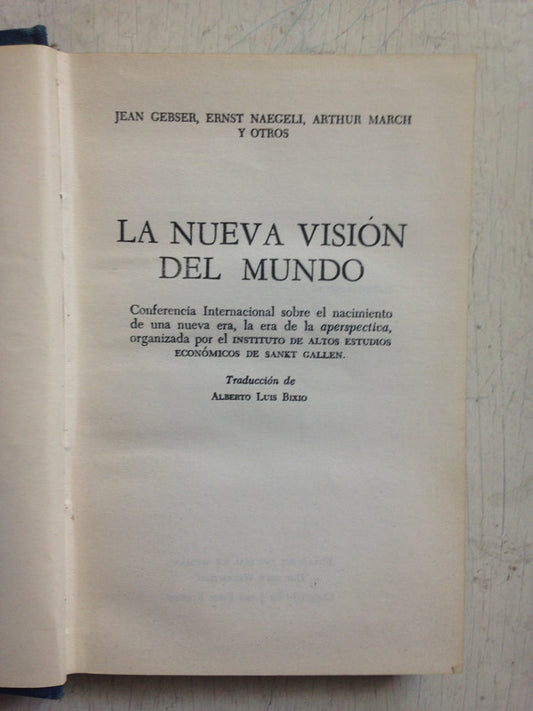 JEAN GEBSER, ERNST NAEGELI, ARTHUR MARCH
Y OTROS
LA NUEVA VISIÓN
DEL MUNDO
Conferencia Internacional sobre el nacimiento
de una nueva era, la era de la aperspectiva,
organizada por el INSTITUTO DE ALTOS ESTUDIOS
ECONÓMICOS DE SANKT GALLEN.
Traducción de
ALBERTO LUIS BIXIO